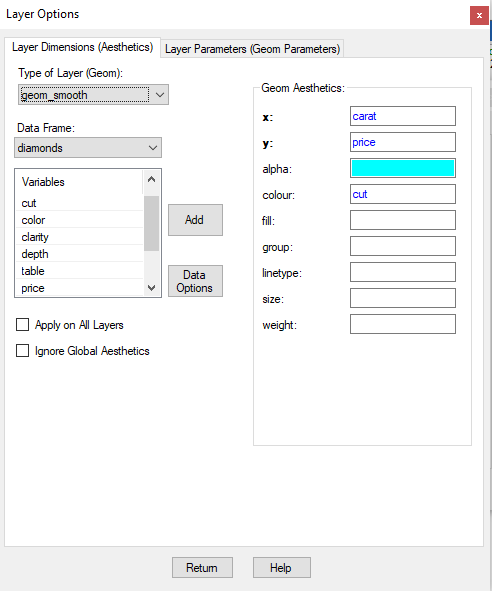 Layer Options
x
Layer Dimensions (Aesthetics)
Layer Parameters (Geom Parameters)
Type of Layer (Geom):
geom_smooth
Data Frame:
diamonds
Variables
cut
color
clarity
depth
table
price
Add
Data
Options
Apply on All Layers
Ignore Global Aesthetics
Geom Aesthetics:
x: carat
y: price
alpha:
colour: cut
fill:
group:
linetype:
size:
weight:
Return
Help